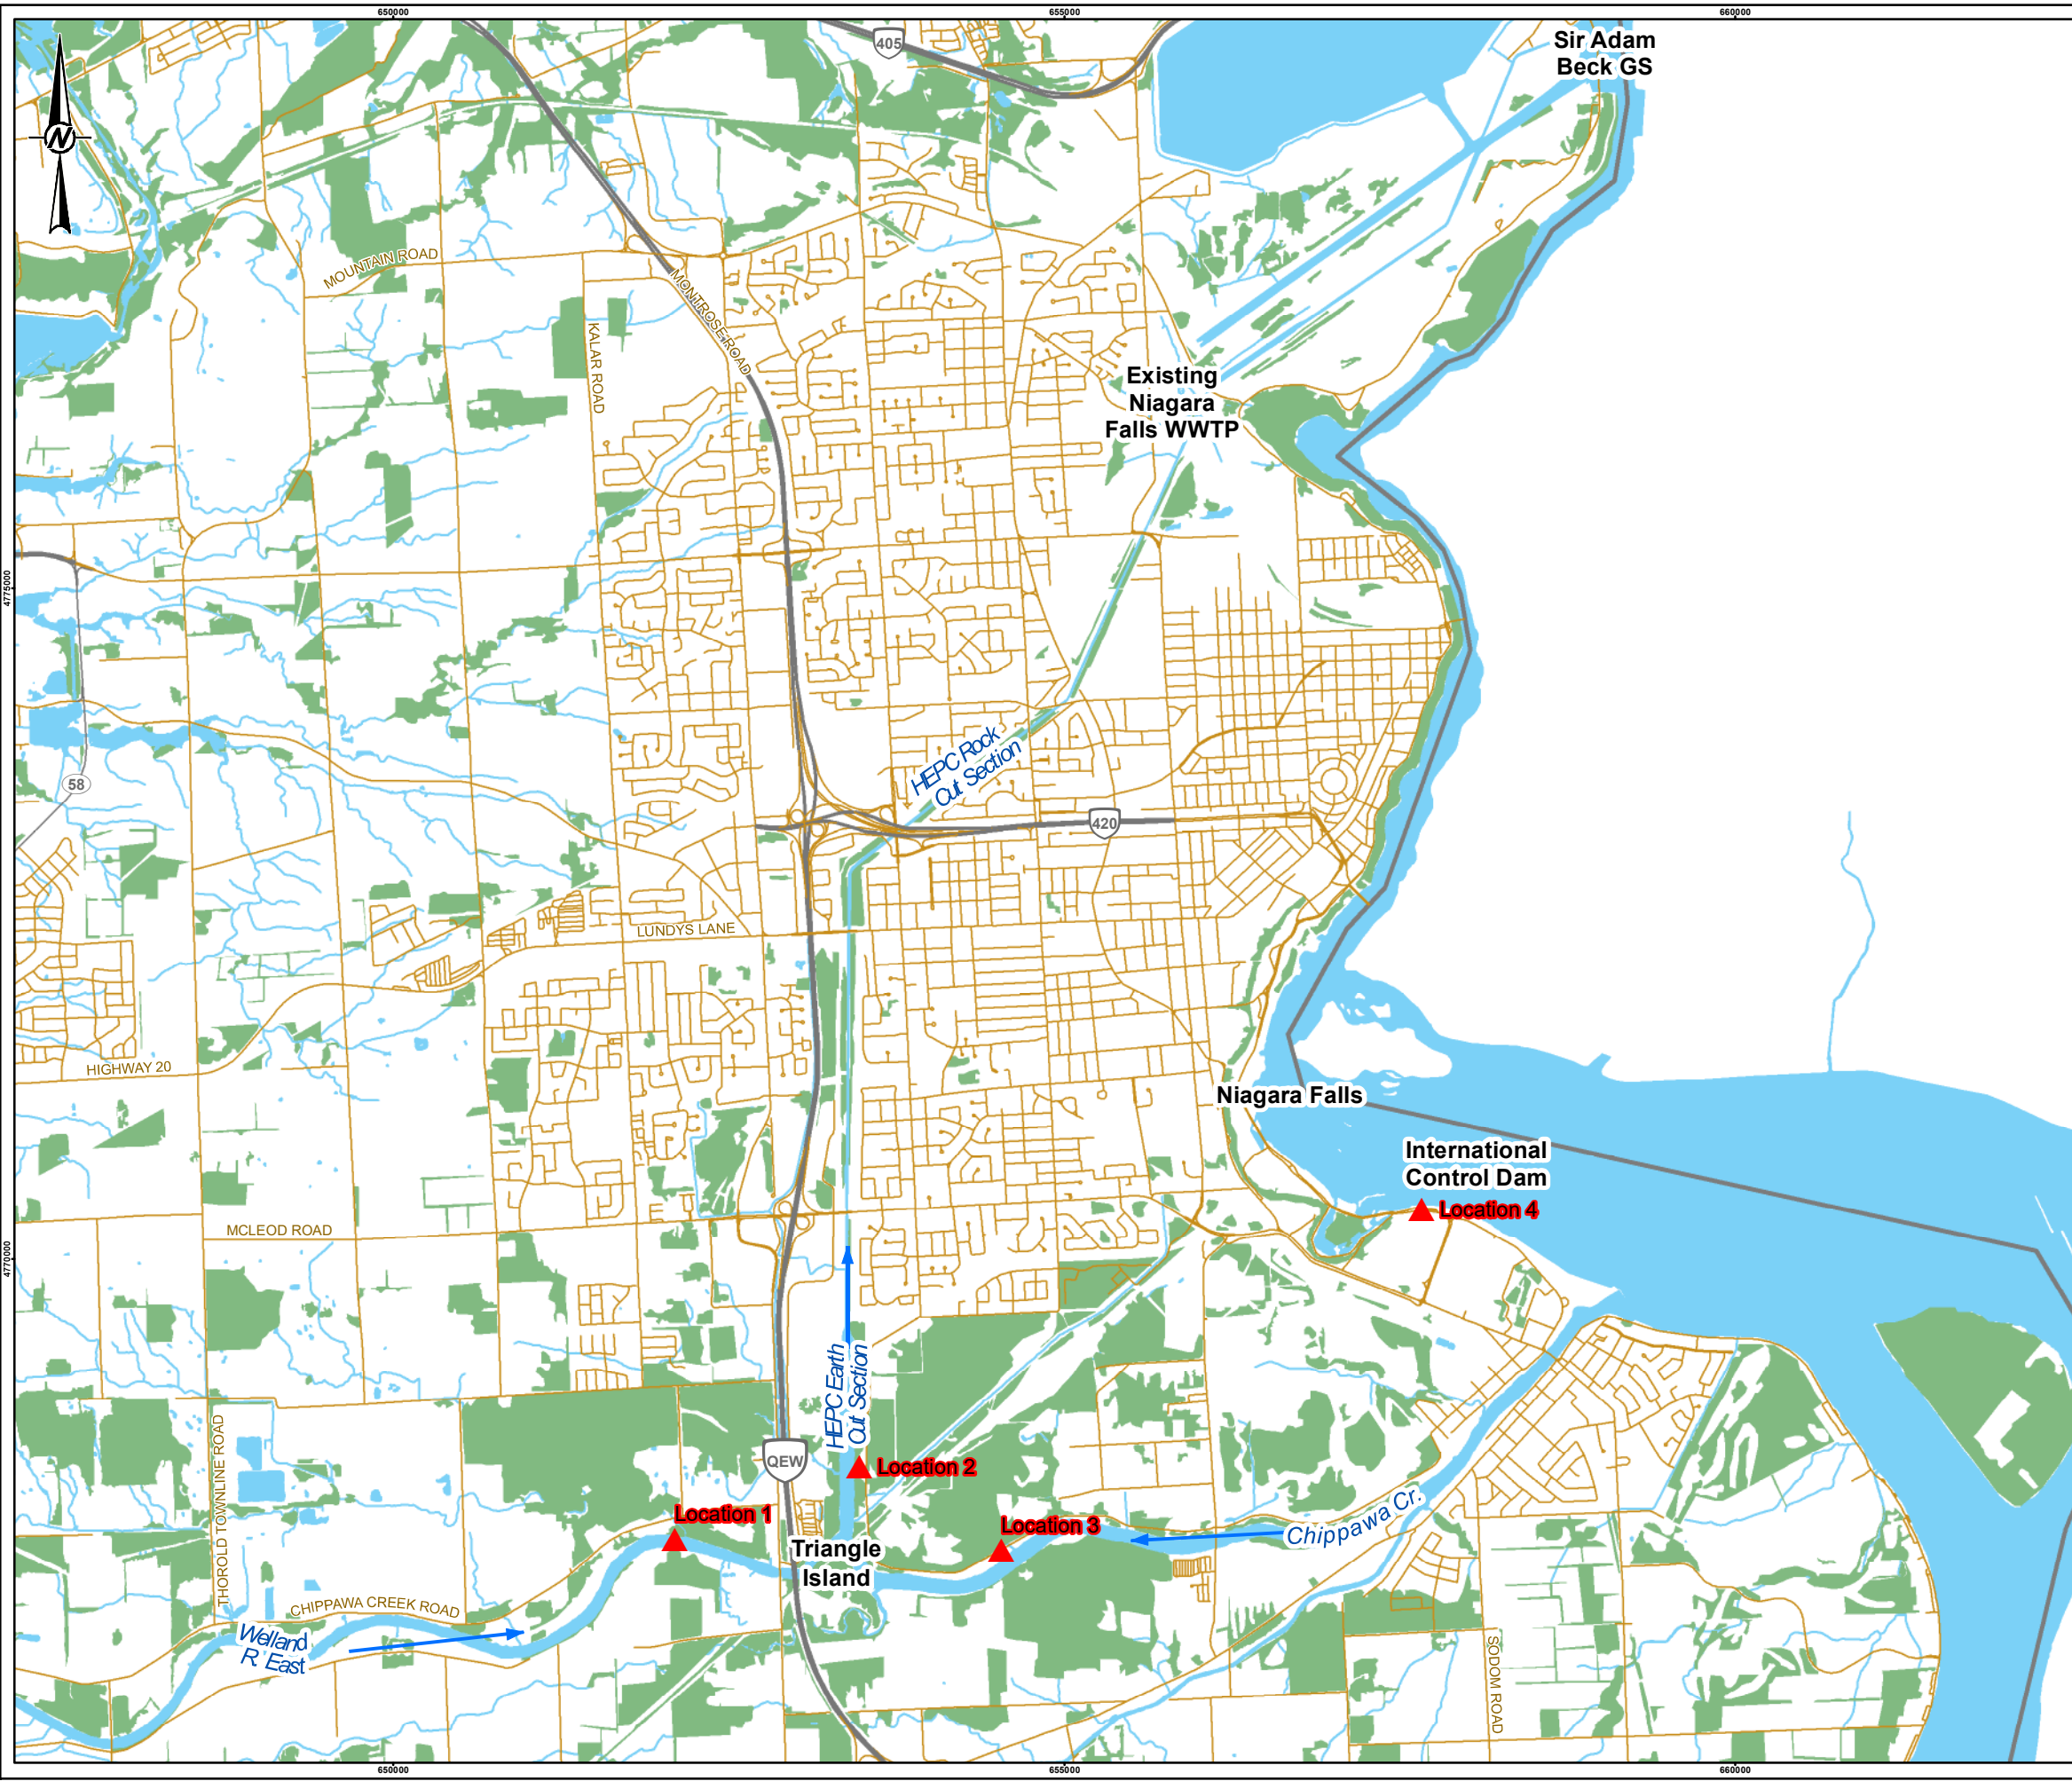 650000
655000
660000
405
Sir Adam
Beck GS
N
MOUNTAIN ROAD
MONTROSE ROAD
KALAR ROAD
Existing
Niagara
Falls WWTP
4775000
HEPC Rock
Cut Section
58
420
LUNDYS LANE
HIGHWAY 20
Niagara Falls
International
Control Dam
Location 4
MCLEOD ROAD
4770000
HEPC Earth
Cut Section
THOROLD TOWNLINE ROAD
QEW
Location 2
Location 1
Location 3
Chippawa Cr.
Triangle
Island
CHIPPAWA CREEK ROAD
Welland
R. East
SODOM ROAD
650000
655000
660000